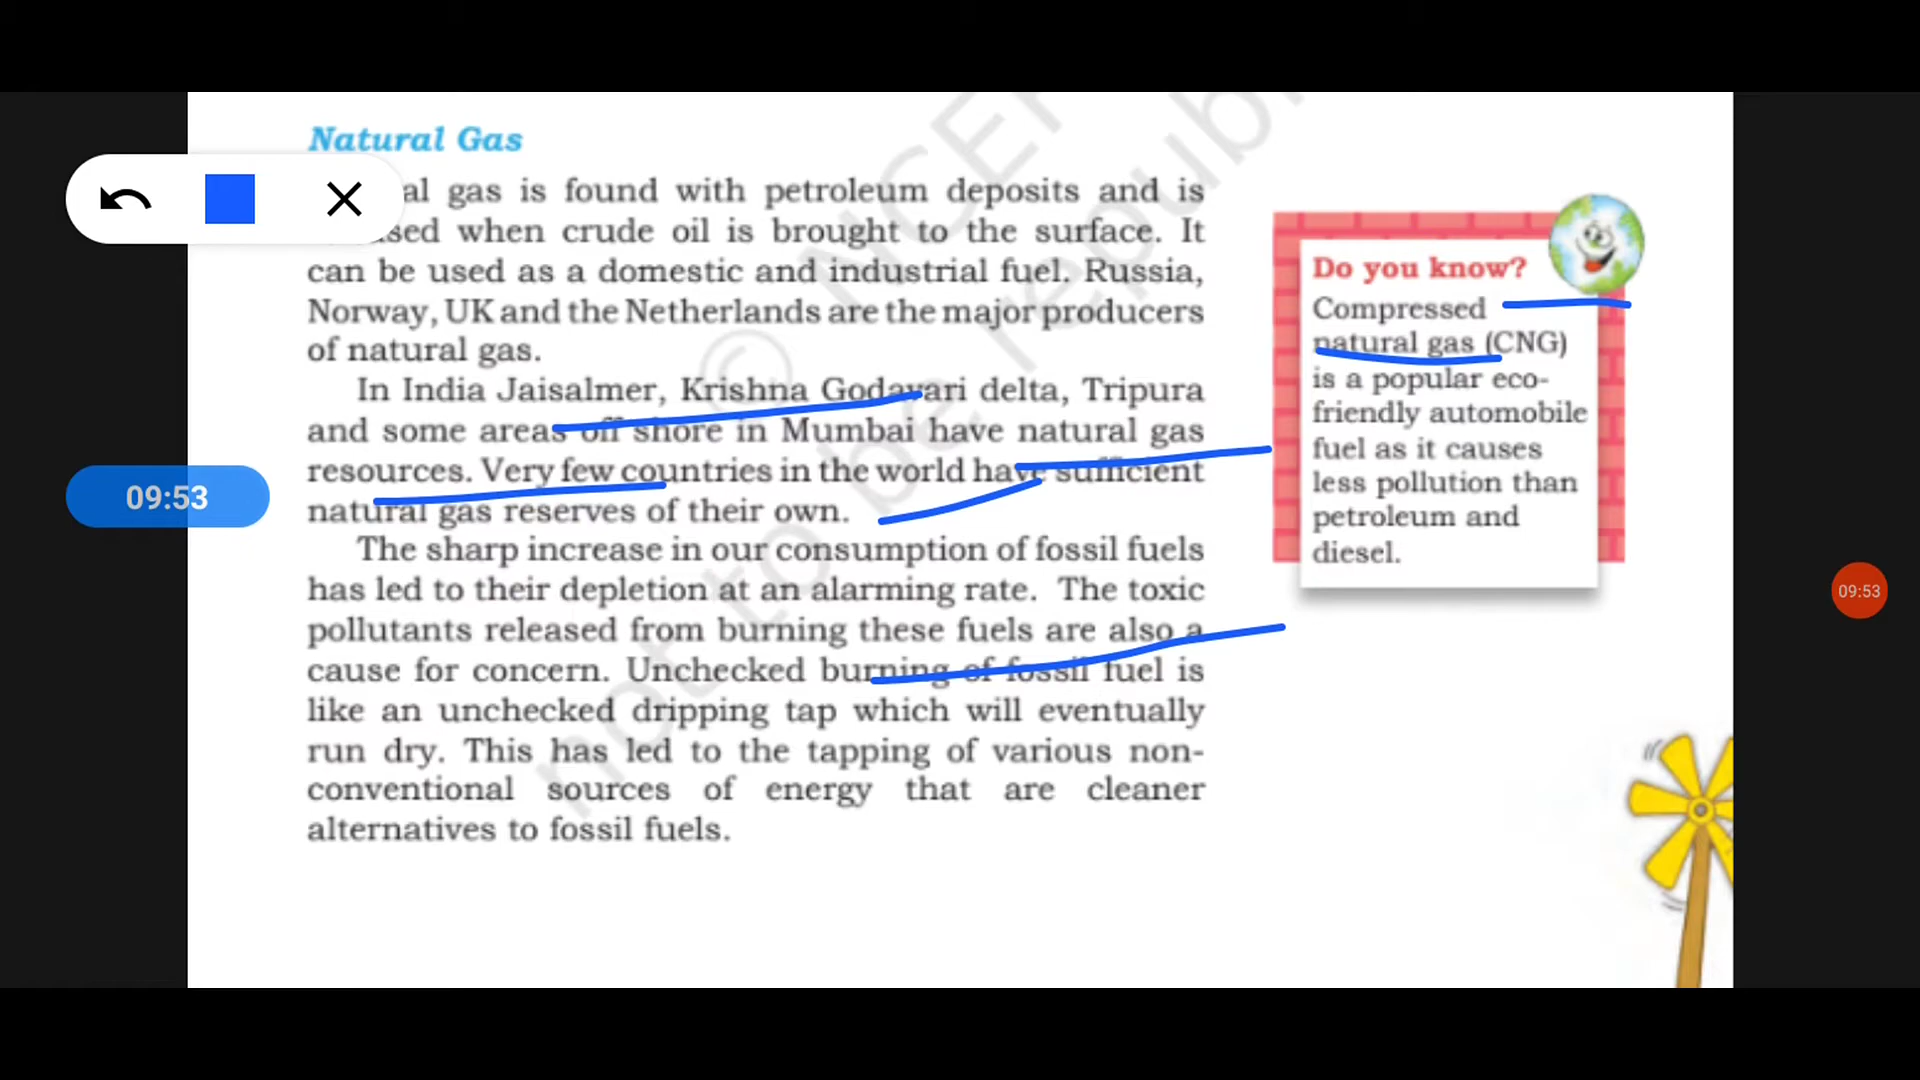 Natural Gas
al gas is found with petroleum deposits and is
sed when crude oil is brought to the surface. It
can be used as a domestic and industrial fuel. Russia,
Norway, UK and the Netherlands are the major producers
of natural gas.
In India Jaisalmer, Krishna Godavari delta, Tripura
and some areas off shore in Mumbai have natural gas
resources. Very few countries in the world have sufficient
natural gas reserves of their own.
The sharp increase in our consumption of fossil fuels
has led to their depletion at an alarming rate. The toxic
pollutants released from burning these fuels are also a
cause for concern. Unchecked burning of fossil fuel is
like an unchecked dripping tap which will eventually
run dry. This has led to the tapping of various non-
conventional sources of energy that are cleaner
alternatives to fossil fuels.
Do you know?
Compressed
natural gas (CNG)
is a popular eco-
friendly automobile
fuel as it causes
less pollution than
petroleum and
diesel.
09:53
09:53
© NCE
not to be republi